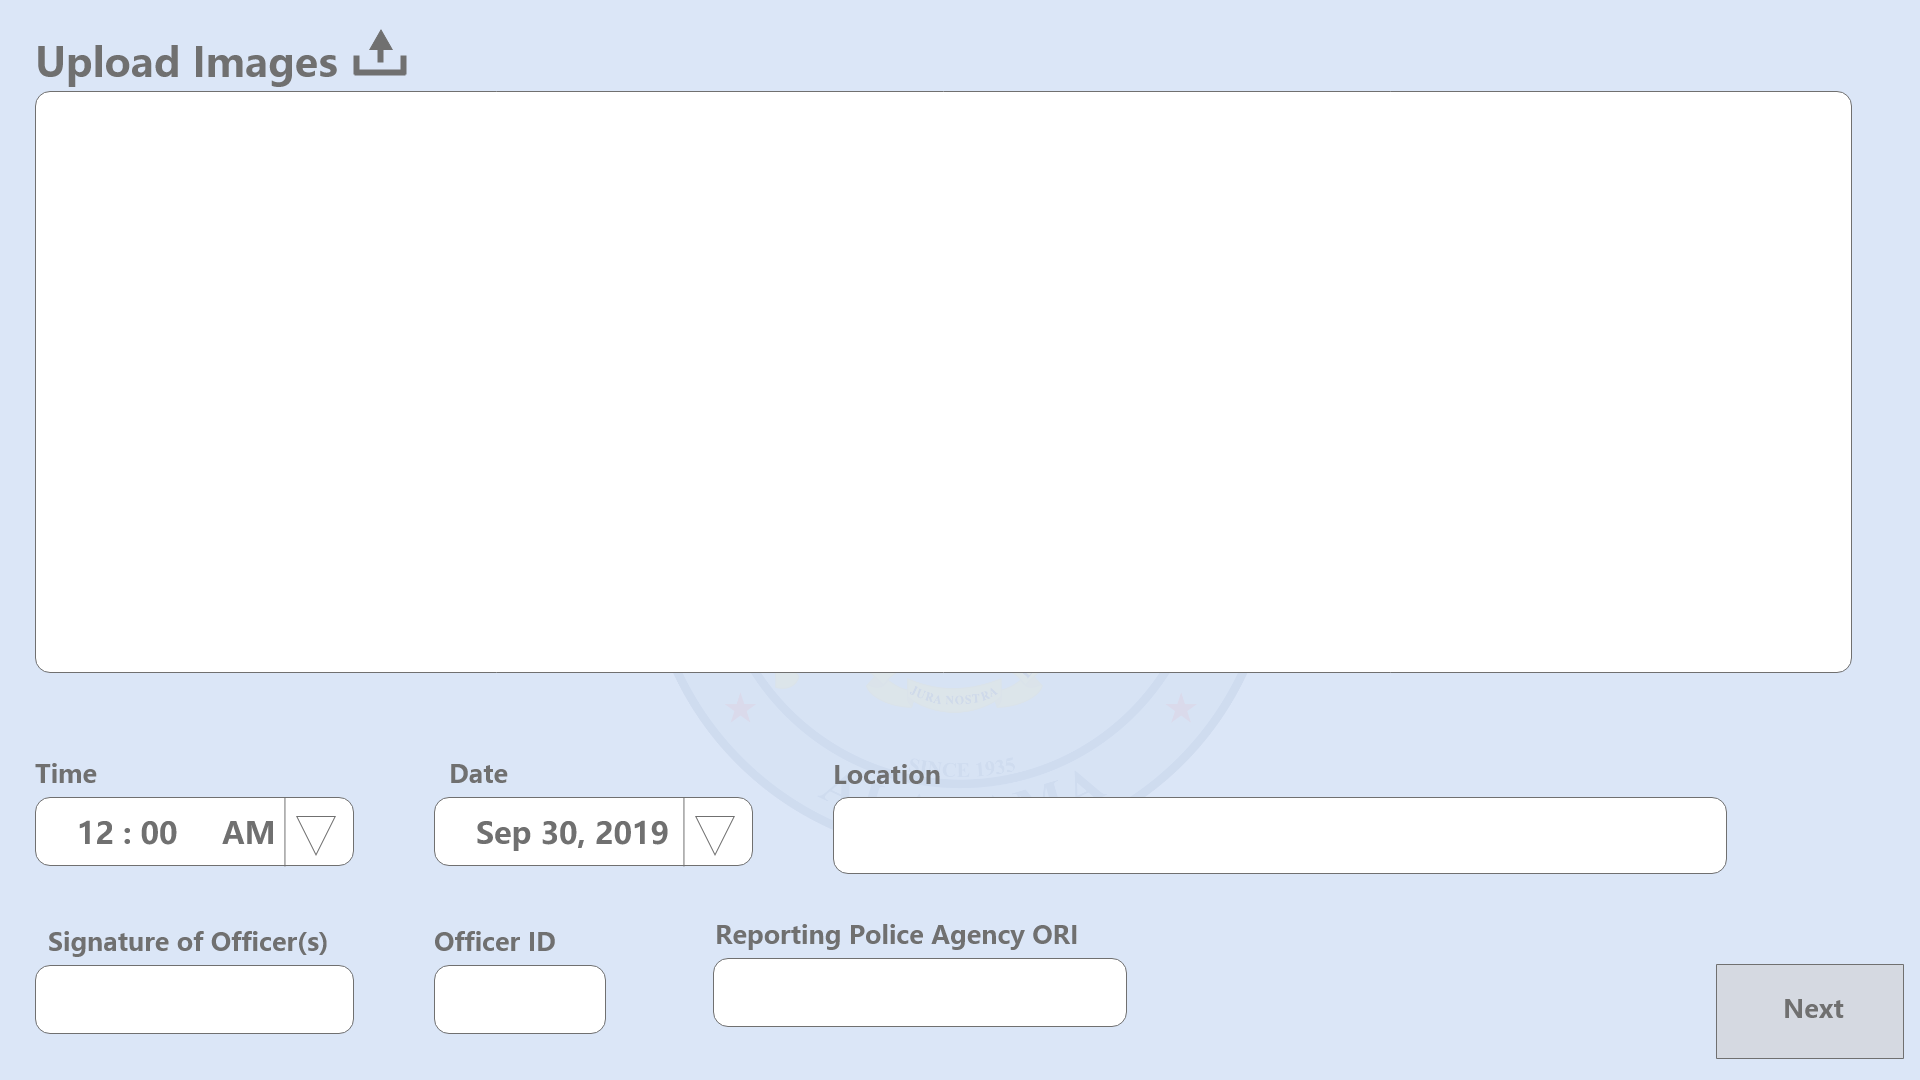 Upload Images
JURA NOSTRA
SINCE 1935
Time
Date
Location
12 : 00 AM
Sep 30, 2019
Signature of Officer(s)
Officer ID
Reporting Police Agency ORI
Next